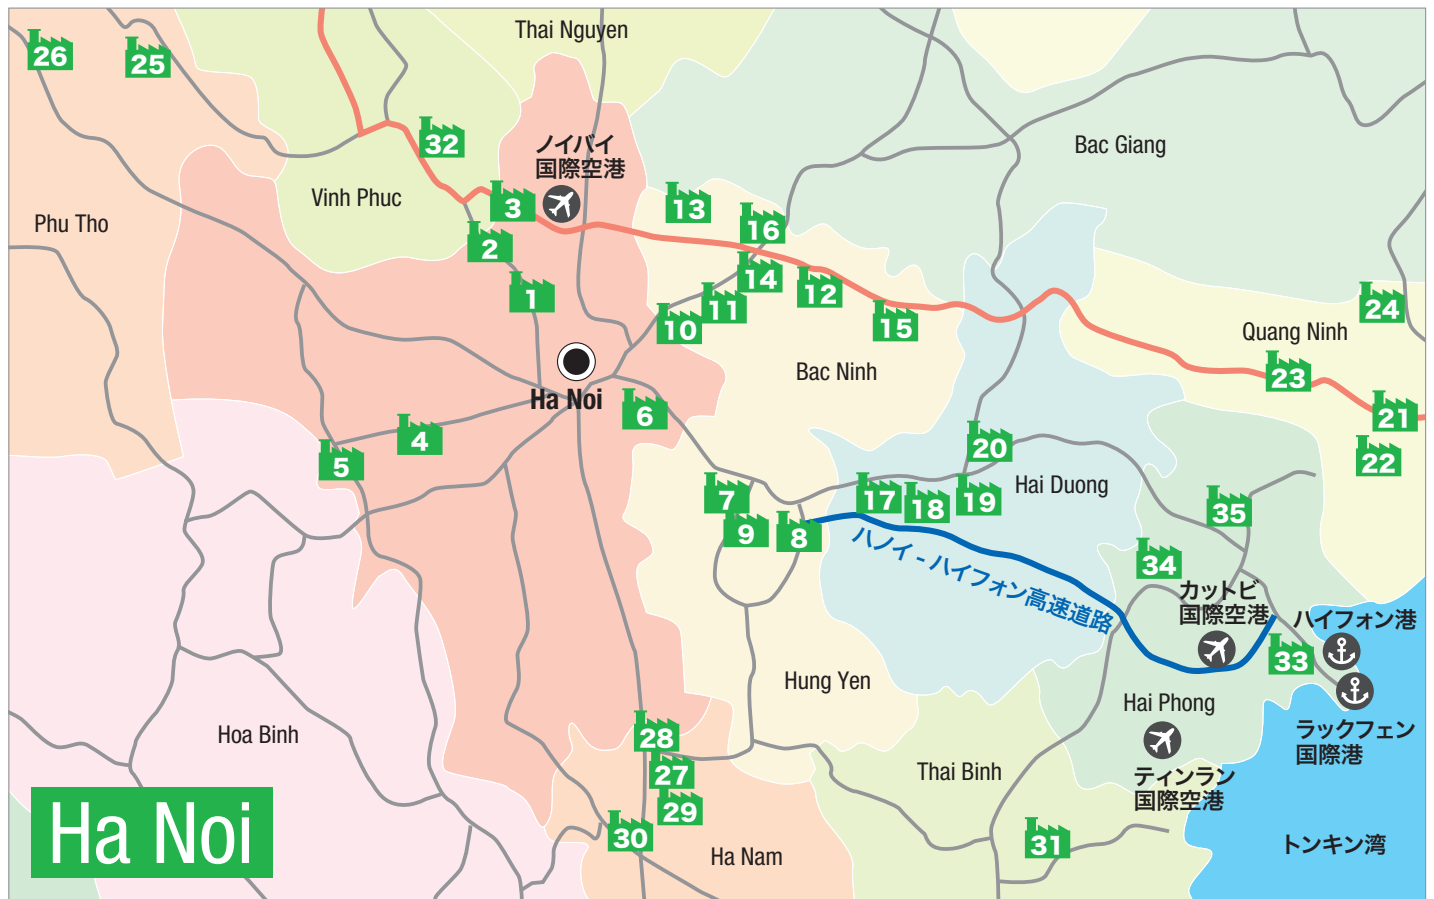 Thai Nguyen
26
25
32
ノイバイ
国際空港
Bac Giang
Vinh Phuc
3
13
16
Phu Tho
2
14
12
1
11
10
15
24
Quang Ninh
23
Bac Ninh
Ha Noi
6
21
4
5
20
22
7
17
18
19
Hai Duong
35
9
8
ハノイ - ハイフォン高速道路
34
カットビ
国際空港
ハイフォン港
33
Hung Yen
Hai Phong
ラックフェン
国際港
Hoa Binh
28
27
29
30
Thai Binh
ティンラン
国際空港
31
トンキン湾
Ha Nam
Ha Noi